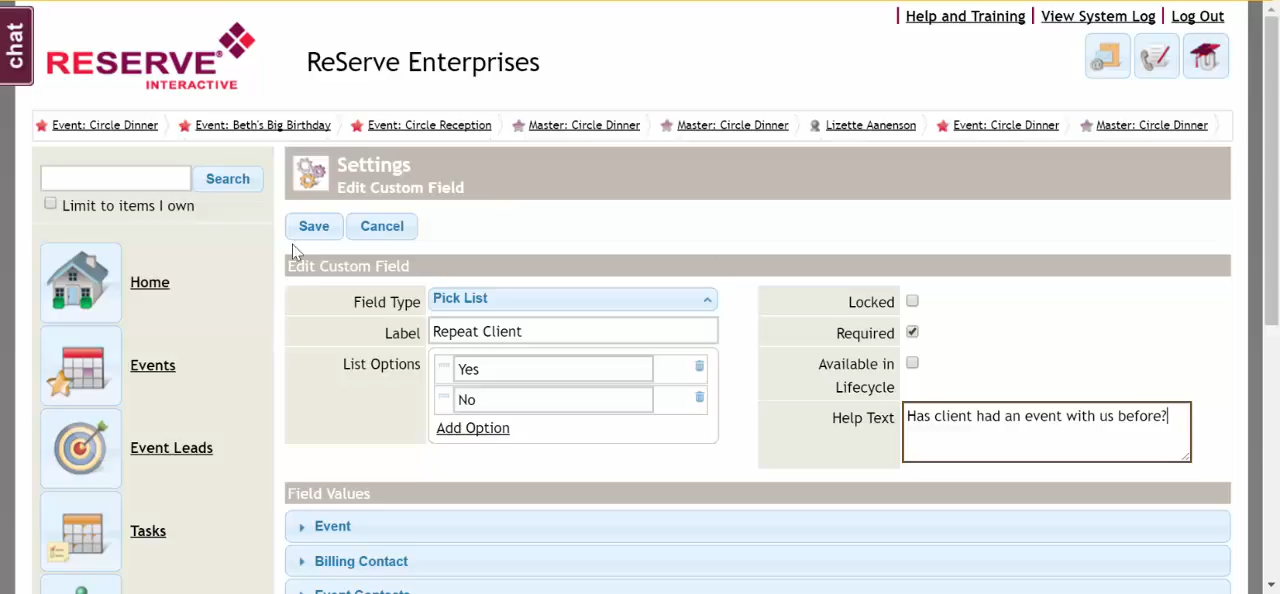 Help and Training View System Log Log Out
chat
RESERVE®
INTERACTIVE
ReServe Enterprises
Event: Circle Dinner Event: Beth's Big Birthday Event: Circle Reception Master: Circle Dinner Master: Circle Dinner Lizette Aanenson Event: Circle Dinner Master: Circle Dinner
Search
Limit to items I own
Home
Events
Event Leads
Tasks
Settings
Edit Custom Field
Save Cancel
Edit Custom Field
Field Type Pick List
Label Repeat Client
List Options Yes
No
Add Option
Locked
Required
Available in
Lifecycle
Help Text Has client had an event with us before?
Field Values
Event
Billing Contact
Event Contacts